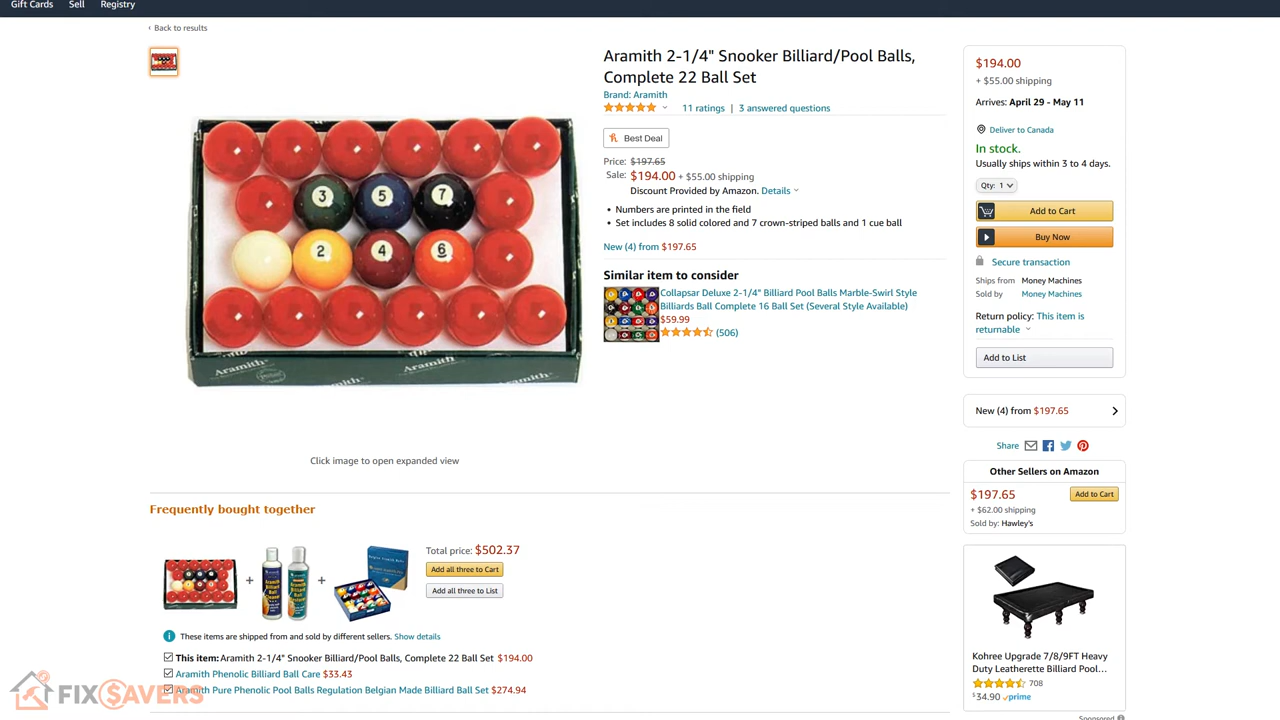 Gift Cards Sell Registry
‹ Back to results
Aramith 2-1/4" Snooker Billiard/Pool Balls,
Complete 22 Ball Set
Brand: Aramith
11 ratings | 3 answered questions
Best Deal
Price: $197.65
Sale: $194.00 + $55.00 shipping
Discount Provided by Amazon. Details
• Numbers are printed in the field
• Set includes 8 solid colored and 7 crown-striped balls and 1 cue ball
New (4) from $197.65
Similar item to consider
Collapsar Deluxe 2-1/4" Billiard Pool Balls Marble-Swirl Style
Billiards Ball Complete 16 Ball Set (Several Style Available)
$59.99
(506)
3 5 7
2 4 6
Aramith Aramith Aramith
Click image to open expanded view
$194.00
+ $55.00 shipping
Arrives: April 29 - May 11
Deliver to Canada
In stock.
Usually ships within 3 to 4 days.
Qty: 1
Add to Cart
Buy Now
Secure transaction
Ships from Money Machines
Sold by Money Machines
Return policy: This item is
returnable
Add to List
New (4) from $197.65
Share
Other Sellers on Amazon
$197.65 Add to Cart
+ $62.00 shipping
Sold by: Hawley's
Frequently bought together
+ +
Total price: $502.37
Add all three to Cart
Add all three to List
i These items are shipped from and sold by different sellers. Show details
This item: Aramith 2-1/4" Snooker Billiard/Pool Balls, Complete 22 Ball Set $194.00
Aramith Phenolic Billiard Ball Care $33.43
Aramith Pure Phenolic Pool Balls Regulation Belgian Made Billiard Ball Set $274.94
Kohree Upgrade 7/8/9FT Heavy
Duty Leatherette Billiard Pool...
708
$34.90 prime
Sponsored
FIX$AVERS